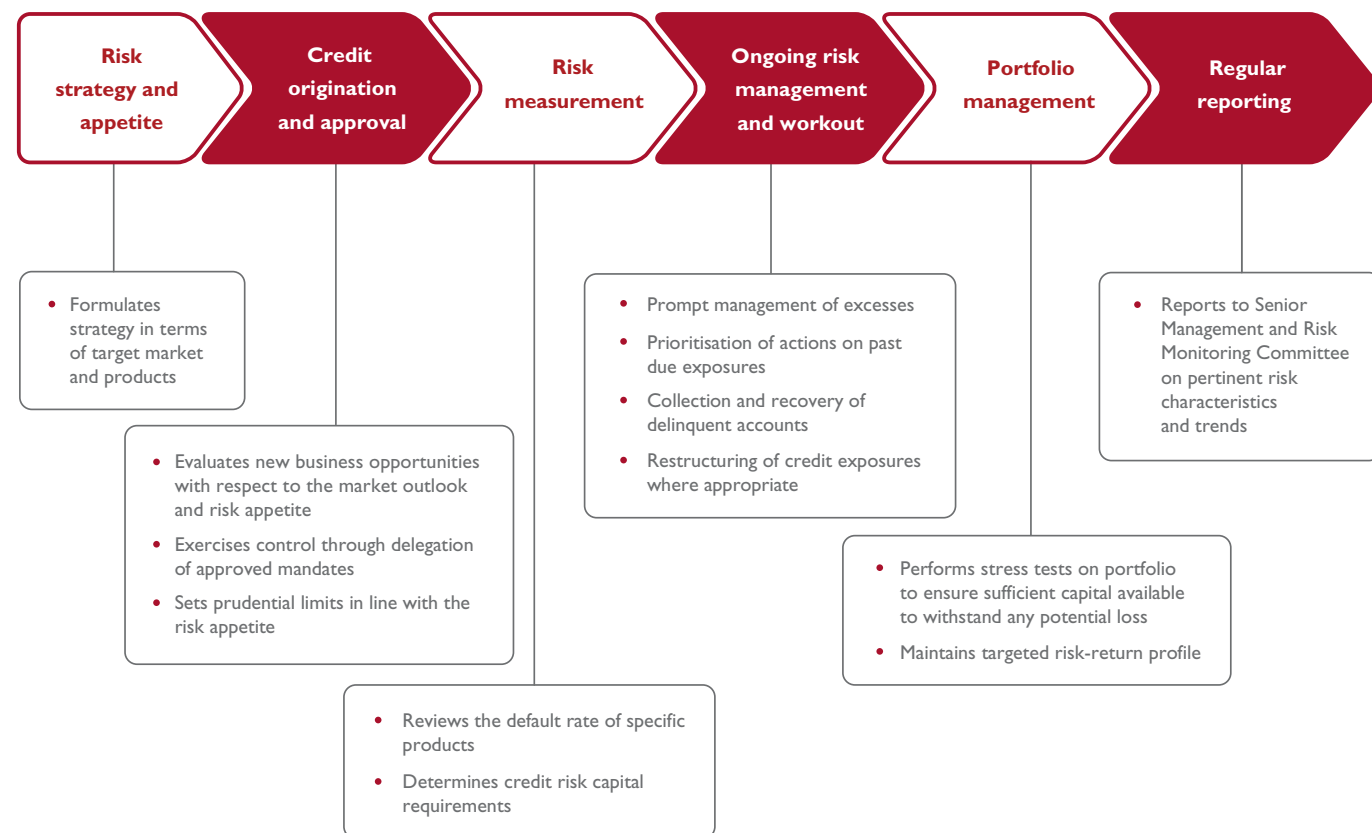 Risk
strategy and
appetite
Credit
origination
and approval
Risk
measurement
Ongoing risk
management
and workout
Portfolio
management
Regular
reporting
• Formulates
strategy in terms
of target market
and products
• Evaluates new business opportunities
with respect to the market outlook
and risk appetite
• Exercises control through delegation
of approved mandates
• Sets prudential limits in line with the
risk appetite
• Reviews the default rate of specific
products
• Determines credit risk capital
requirements
• Prompt management of excesses
• Prioritisation of actions on past
due exposures
• Collection and recovery of
delinquent accounts
• Restructuring of credit exposures
where appropriate
• Performs stress tests on portfolio
to ensure sufficient capital available
to withstand any potential loss
• Maintains targeted risk-return profile
• Reports to Senior
Management and Risk
Monitoring Committee
on pertinent risk
characteristics
and trends